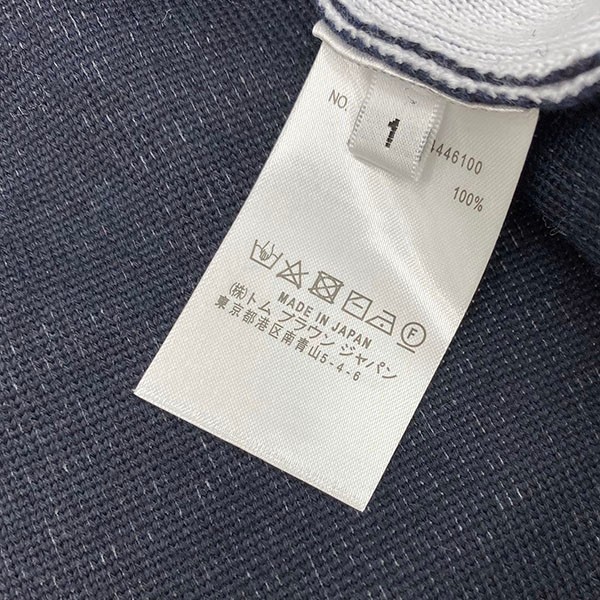 NO.
1
446100
100%
MADE IN JAPAN
(株)トム ブラウン ジャパン
東京都港区南青山5-4-6
F